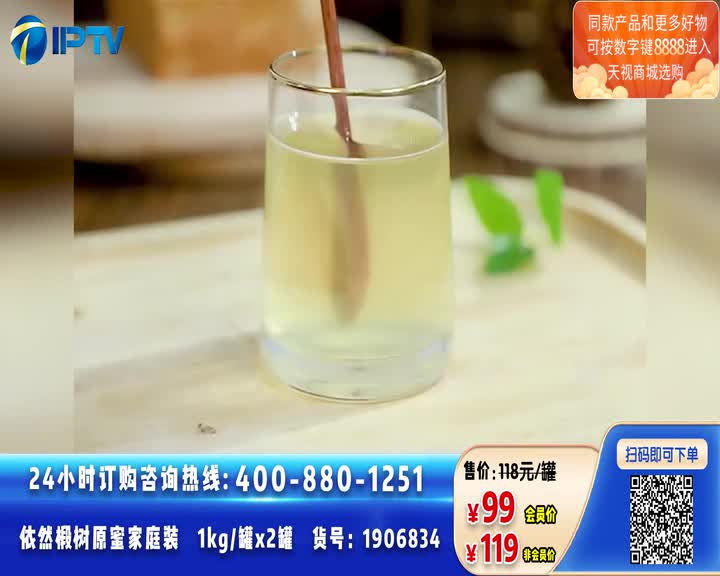 IPTV
同款产品和更多好物
可按数字键8888进入
天视商城选购
24小时订购咨询热线:400-880-1251
依然椴树原蜜家庭装 1kg/罐x2罐 货号:1906834
售价:118元/罐
¥99 会员价
¥119 非会员价
扫码即可下单